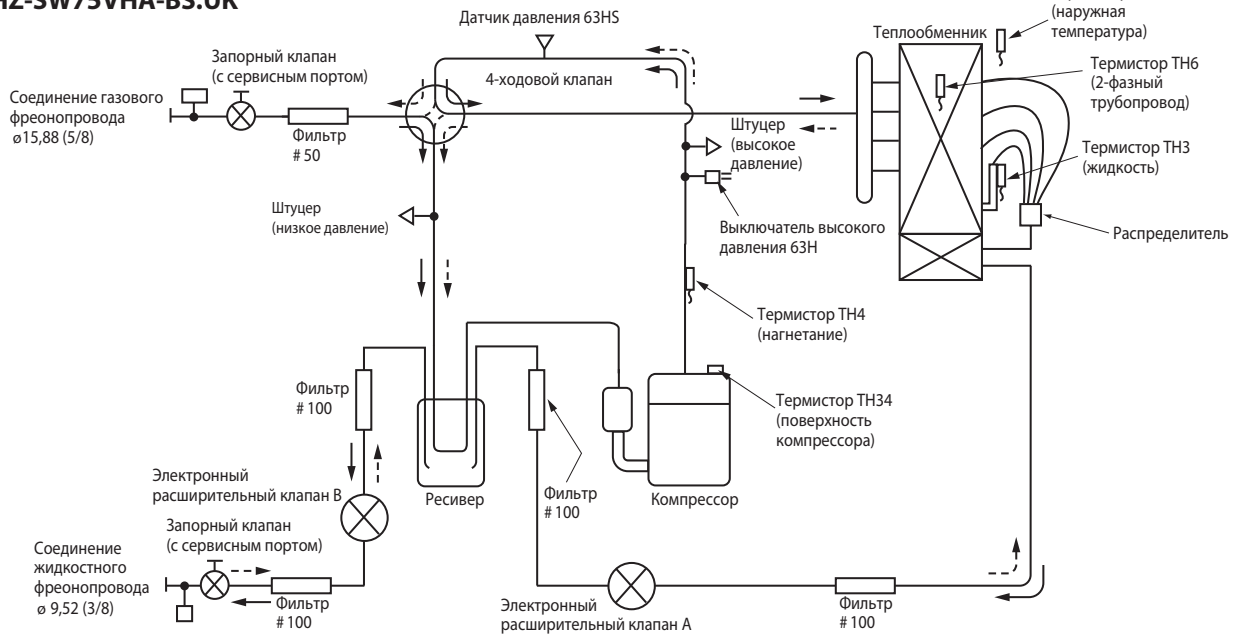 HZ-SW75VHA-BS.UK
Датчик давления 63HS
(наружная
температура)
Теплообменник
Запорный клапан
(с сервисным портом)
4-ходовой клапан
Термистор TH6
(2-фазный
трубопровод)
Соединение газового
фреонопровода
ø15,88 (5/8)
Фильтр
# 50
Штуцер
(высокое
давление)
Термистор TH3
(жидкость)
Штуцер
(низкое давление)
Выключатель высокого
давления 63H
Распределитель
Термистор TH4
(нагнетание)
Фильтр
# 100
Термистор TH34
(поверхность
компрессора)
Электронный
расширительный клапан B
Ресивер
Фильтр
# 100
Компрессор
Запорный клапан
(с сервисным портом)
Соединение
жидкостного
фреонопровода
ø 9,52 (3/8)
Фильтр
# 100
Электронный
расширительный клапан A
Фильтр
# 100